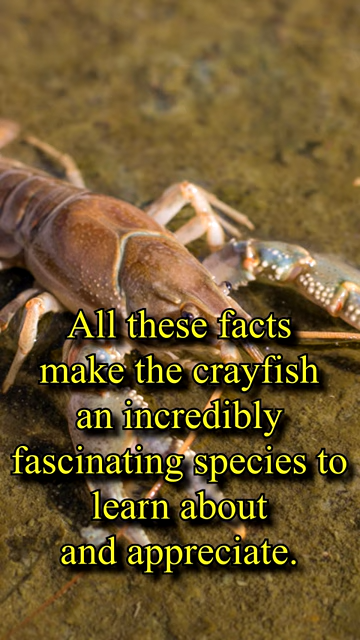 All these facts
make the crayfish
an incredibly
fascinating species to
learn about
and appreciate.